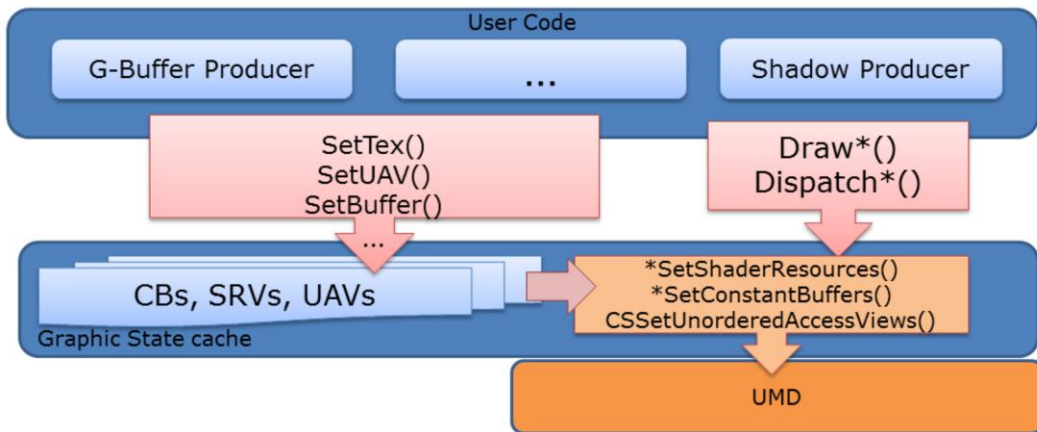 User Code
G-Buffer Producer
...
Shadow Producer
SetTex()
SetUAV()
SetBuffer()
...
Draw*()
Dispatch*()
CBs, SRVs, UAVs
Graphic State cache
*SetShaderResources()
*SetConstantBuffers()
CSSetUnorderedAccessViews()
UMD